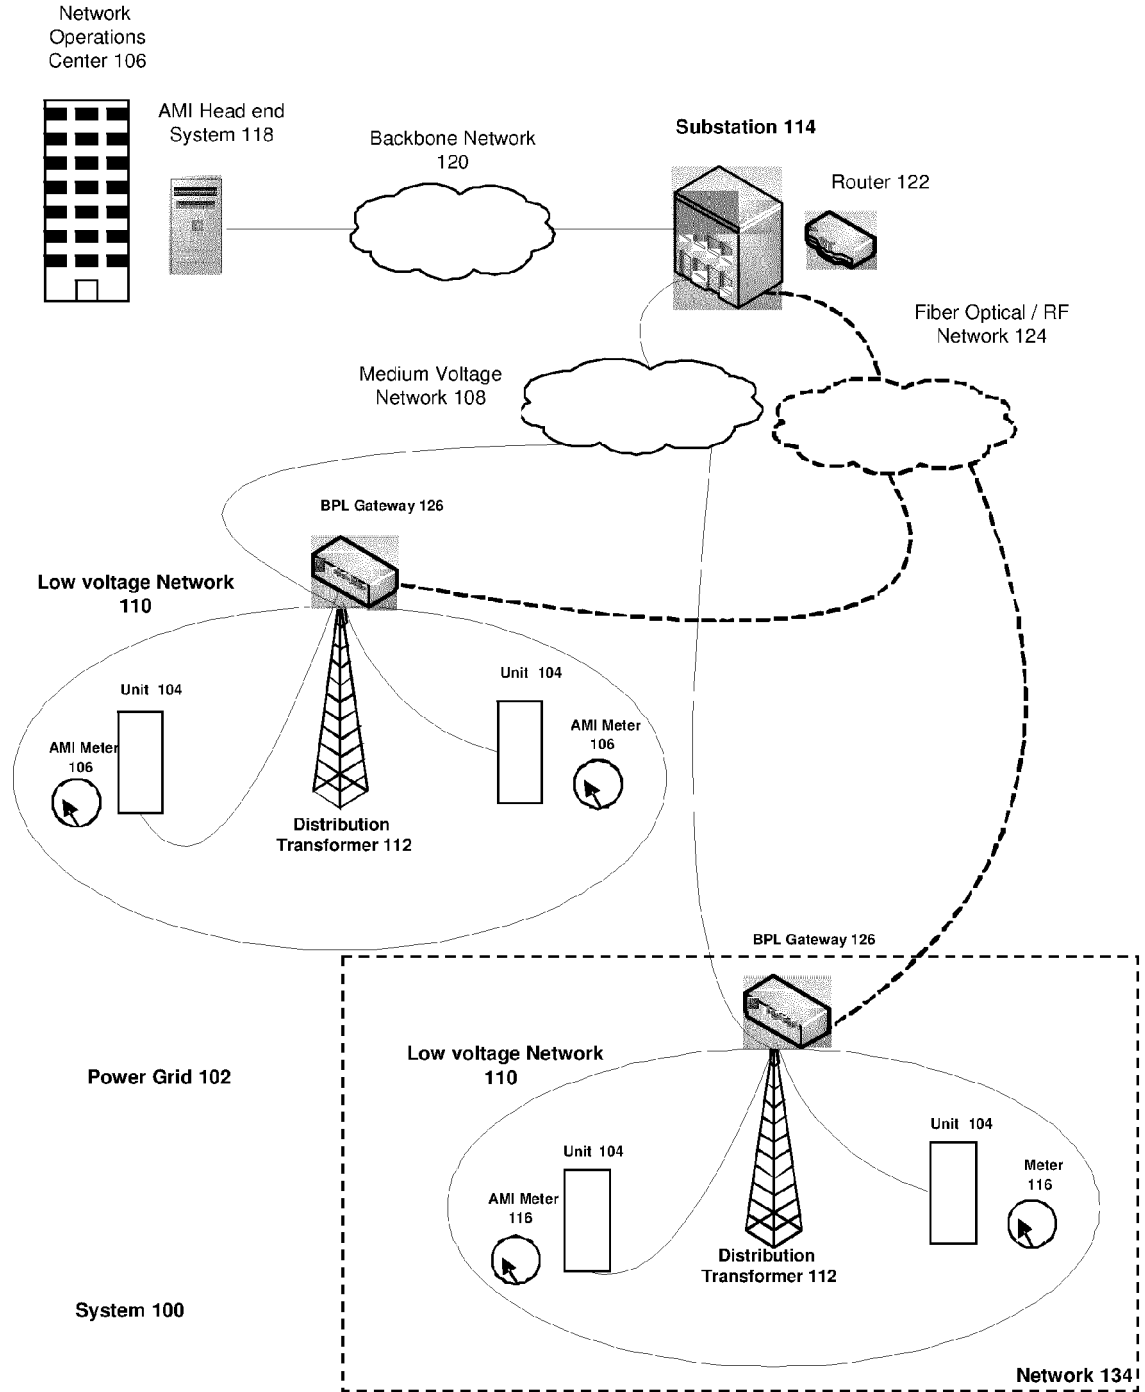 Network
Operations
Center 106
AMI Head end
System 118
Backbone Network
120
Substation 114
Router 122
Fiber Optical / RF
Network 124
Medium Voltage
Network 108
BPL Gateway 126
Low voltage Network
110
Unit 104
Unit 104
AMI Meter
106
AMI Meter
106
Distribution
Transformer 112
BPL Gateway 126
Low voltage Network
110
Power Grid 102
Unit 104
Unit 104
AMI Meter
116
Meter
116
Distribution
Transformer 112
System 100
Network 134